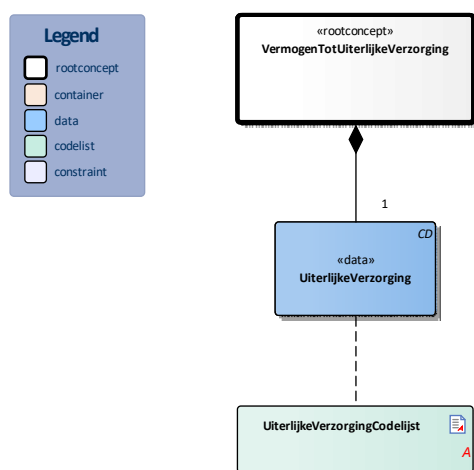 Legend
rootconcept
container
data
codelist
constraint
«rootconcept»
VermogenTotUiterlijkeVerzorging
1
CD
«data»
UiterlijkeVerzorging
UiterlijkeVerzorgingCodelijst
A